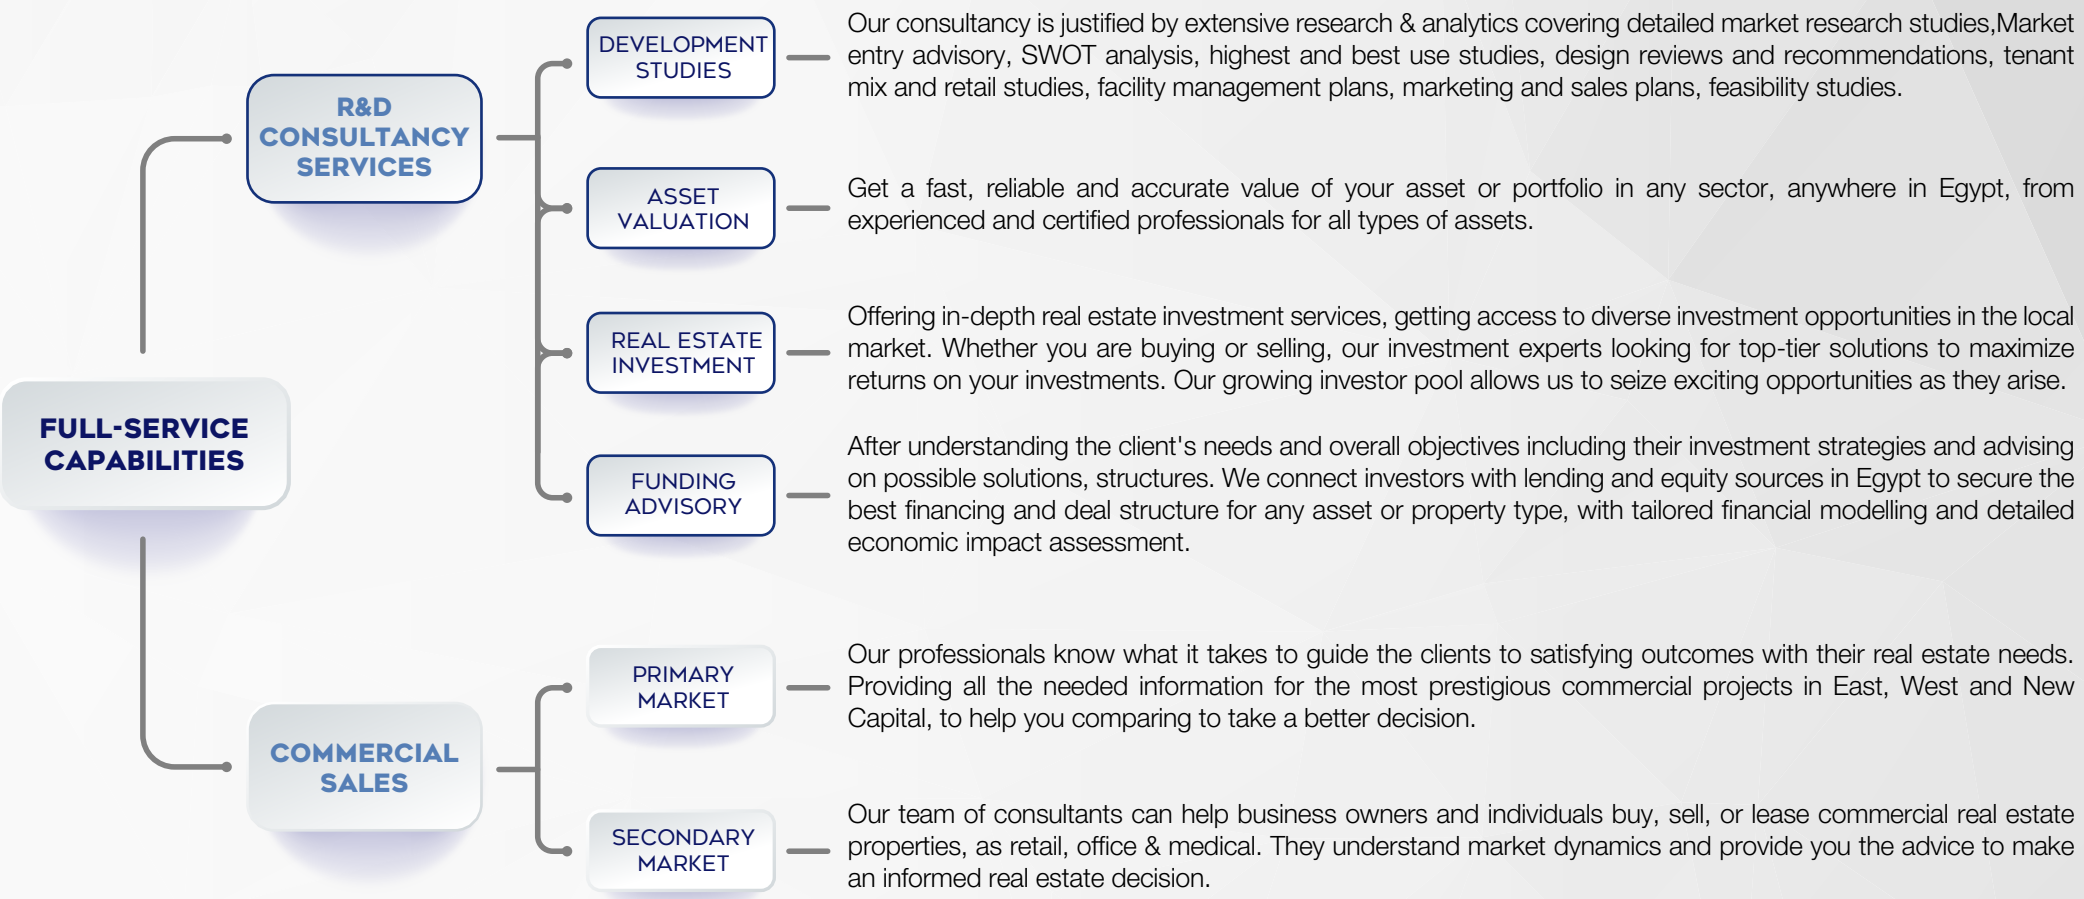 FULL-SERVICE
CAPABILITIES
R&D
CONSULTANCY
SERVICES
DEVELOPMENT
STUDIES
Our consultancy is justified by extensive research & analytics covering detailed market research studies,Market
entry advisory, SWOT analysis, highest and best use studies, design reviews and recommendations, tenant
mix and retail studies, facility management plans, marketing and sales plans, feasibility studies.
ASSET
VALUATION
Get a fast, reliable and accurate value of your asset or portfolio in any sector, anywhere in Egypt, from
experienced and certified professionals for all types of assets.
REAL ESTATE
INVESTMENT
Offering in-depth real estate investment services, getting access to diverse investment opportunities in the local
market. Whether you are buying or selling, our investment experts looking for top-tier solutions to maximize
returns on your investments. Our growing investor pool allows us to seize exciting opportunities as they arise.
FUNDING
ADVISORY
After understanding the client's needs and overall objectives including their investment strategies and advising
on possible solutions, structures. We connect investors with lending and equity sources in Egypt to secure the
best financing and deal structure for any asset or property type, with tailored financial modelling and detailed
economic impact assessment.
COMMERCIAL
SALES
PRIMARY
MARKET
Our professionals know what it takes to guide the clients to satisfying outcomes with their real estate needs.
Providing all the needed information for the most prestigious commercial projects in East, West and New
Capital, to help you comparing to take a better decision.
SECONDARY
MARKET
Our team of consultants can help business owners and individuals buy, sell, or lease commercial real estate
properties, as retail, office & medical. They understand market dynamics and provide you the advice to make
an informed real estate decision.